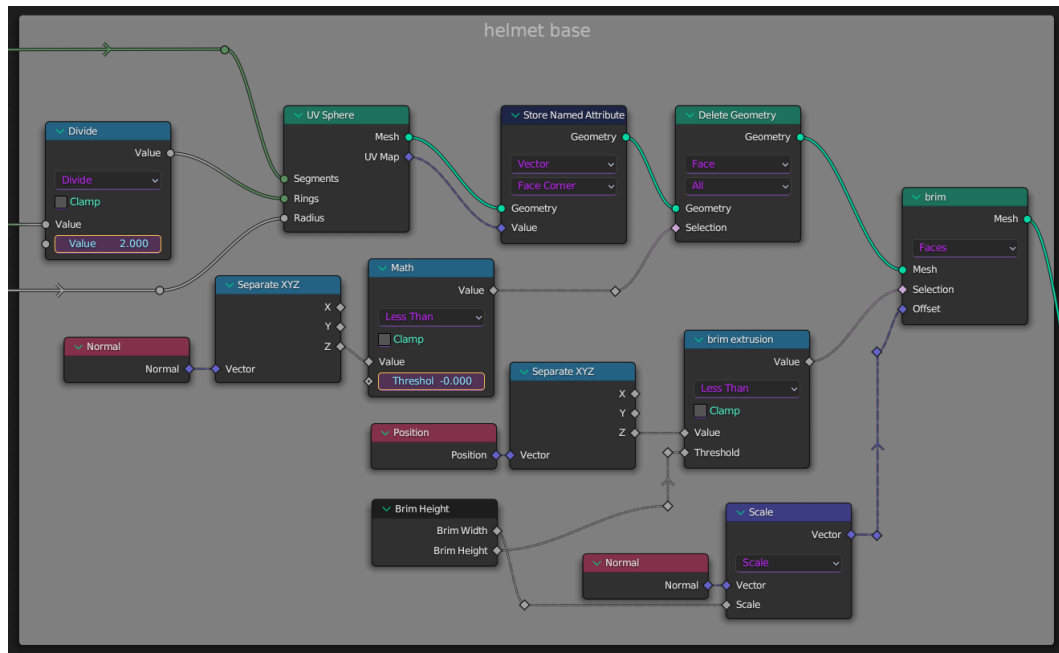 helmet base
Divide
Value
Divide
Clamp
Value
Value 2.000
UV Sphere
Mesh
UV Map
Segments
Rings
Radius
Store Named Attribute
Geometry
Vector
Face Corner
Geometry
Value
Delete Geometry
Geometry
Face
All
Geometry
Selection
brim
Mesh
Faces
Mesh
Selection
Offset
Normal
Normal
Separate XYZ
X
Y
Z
Vector
Math
Value
Less Than
Clamp
Value
Threshol -0.000
Position
Position
Separate XYZ
X
Y
Z
Vector
brim extrusion
Value
Less Than
Clamp
Value
Threshold
Brim Height
Brim Width
Brim Height
Normal
Normal
Scale
Vector
Scale
Vector
Scale